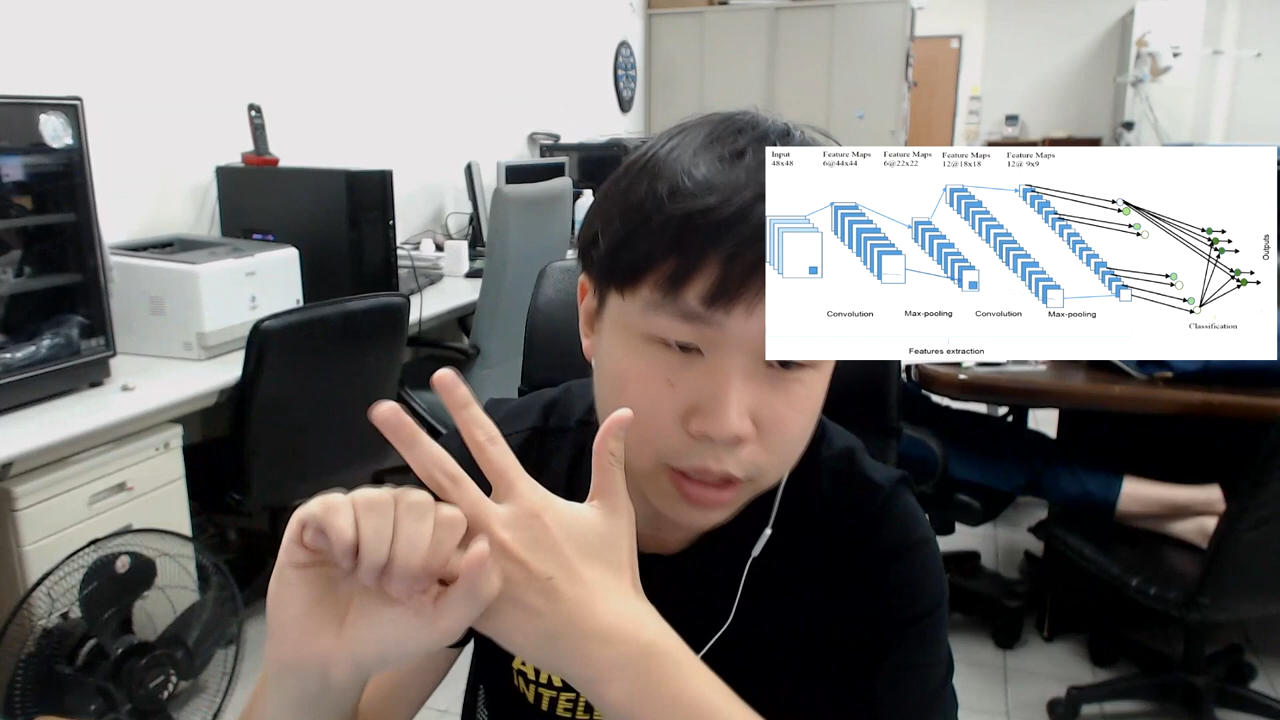 Input
48x48
Feature Maps
6@44x44
Feature Maps
6@22x22
Feature Maps
12@18x18
Feature Maps
12@ 9x9
Outputs
Convolution
Max-pooling
Convolution
Max-pooling
Classification
Features extraction
INTEL